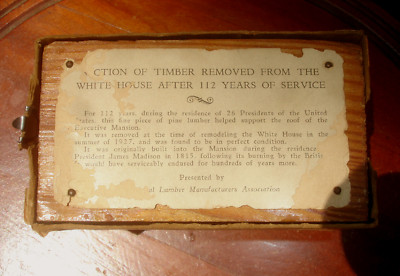 CTION OF TIMBER REMOVED FROM THE
WHITE HOUSE AFTER 112 YEARS OF SERVICE
For 112 years, during the residence of 26 Presidents of the United
States, this fine piece of pine lumber helped support the roof of the
Executive Mansion.
It was removed at the time of remodeling the White House in the
summer of 1927, and was found to be in perfect condition.
It was originally built into the Mansion during the residence
President James Madison in 1815, following its burning by the Britis
would have serviceably endured for hundreds of years more.
Presented by
al Lumber Manufacturers Association